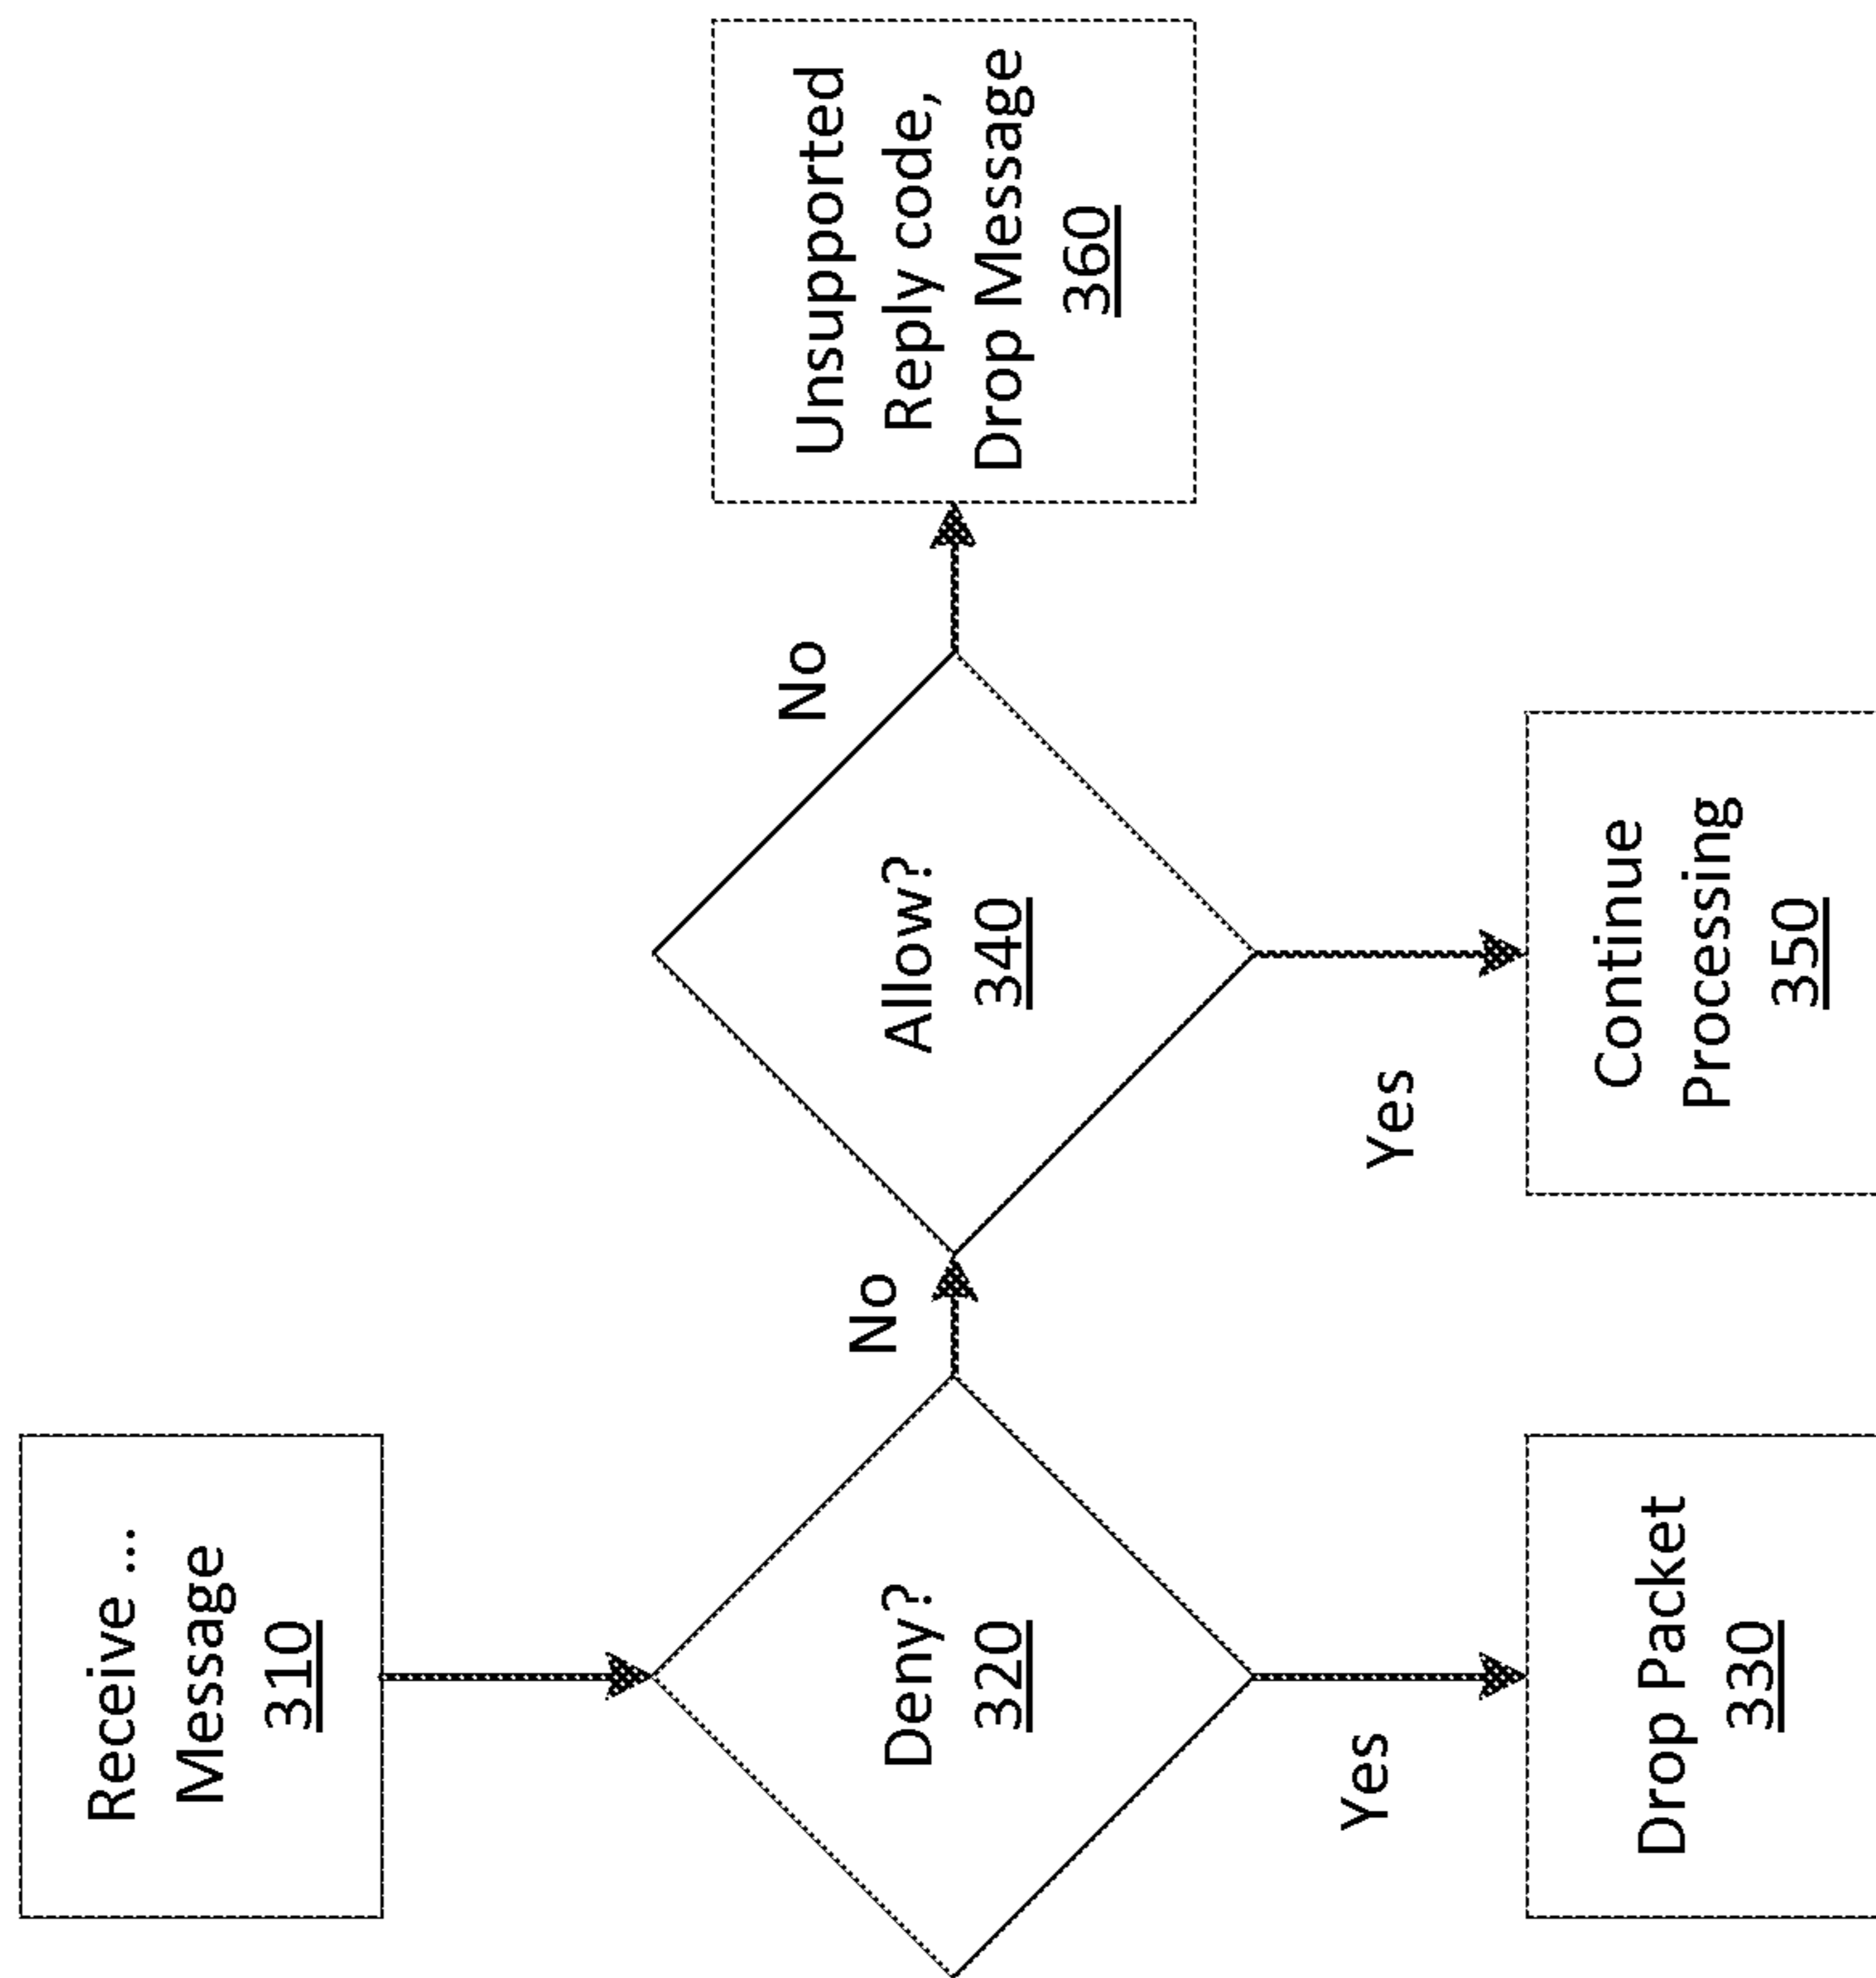 Receive ...
Message
310
Deny?
320
No
Yes
Drop Packet
330
Allow?
340
No
Yes
Continue
Processing
350
Unsupported
Reply code,
Drop Message
360